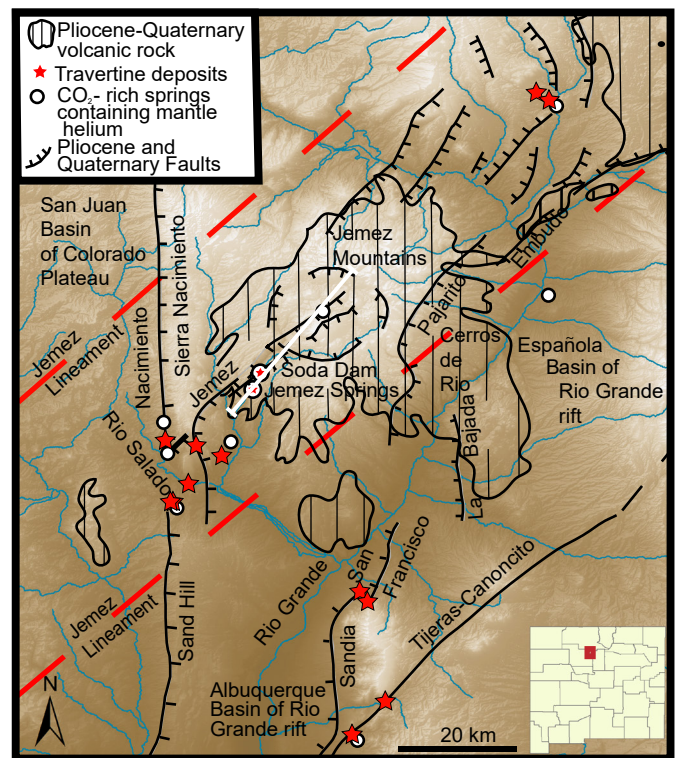 Pliocene-Quaternary
volcanic rock
Travertine deposits
CO2- rich springs
containing mantle
helium
Pliocene and
Quaternary Faults
San Juan
Basin
of Colorado
Plateau
Sierra Nacimiento
Nacimiento
Jemez
Lineament
Jemez
Mountains
Embudo
Pajarito
Cerros
de
Rio
Española
Basin of
Rio Grande
rift
Soda Dam
Jemez Springs
Jemez
Rio Salado
La Bajada
San Francisco
Rio Grande
Tijeras-Canoncito
Sand Hill
Jemez
Lineament
Sandia
Albuquerque
Basin of Rio
Grande rift
N
20 km